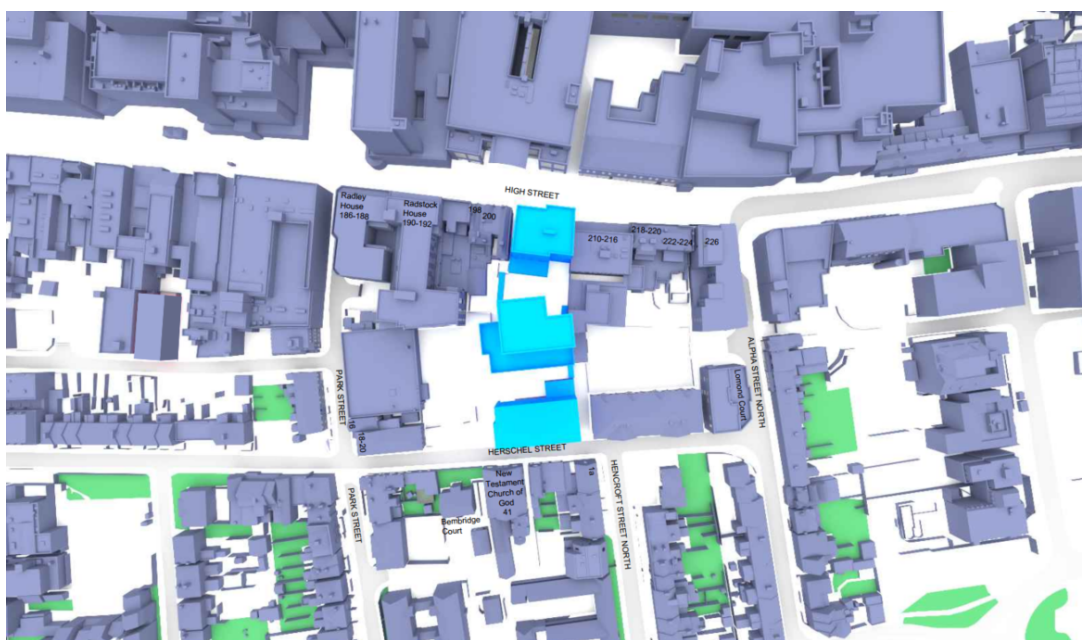 HIGH STREET
Radley
House
186-188
Radstock
House
190-192
198
200
210-216
218-220
222-224
226
PARK STREET
ALPHA STREET NORTH
Lomond Court
16
18-20
HERSCHEL STREET
New
Testament
Church of
God
41
1a
PARK STREET
Bembridge
Court
HENCROFT STREET NORTH